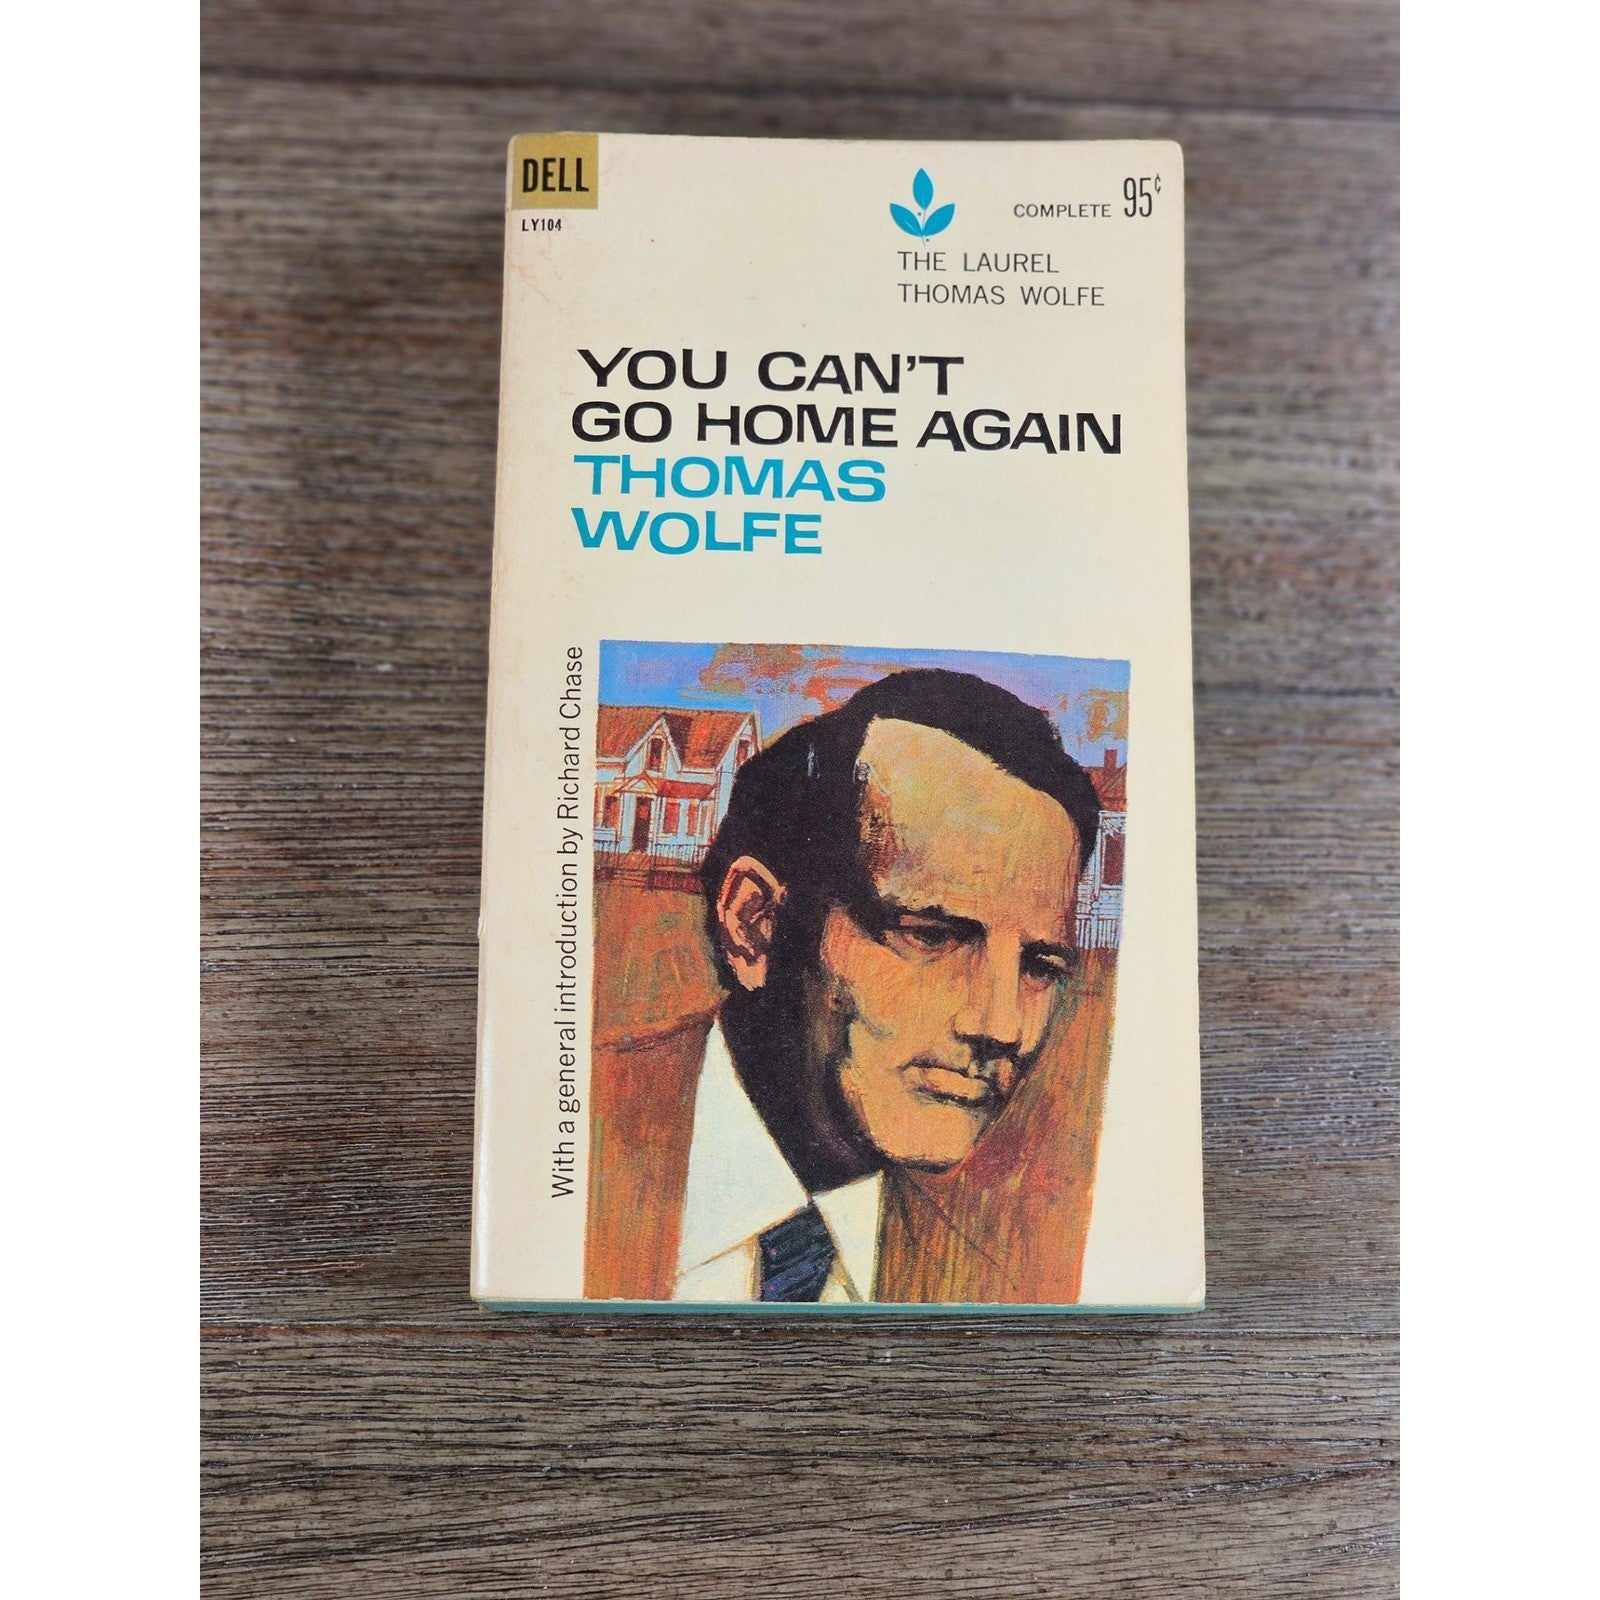 DELL
LY104
COMPLETE 95¢
THE LAUREL
THOMAS WOLFE
YOU CAN'T
GO HOME AGAIN
THOMAS
WOLFE
With a general introduction by Richard Chase